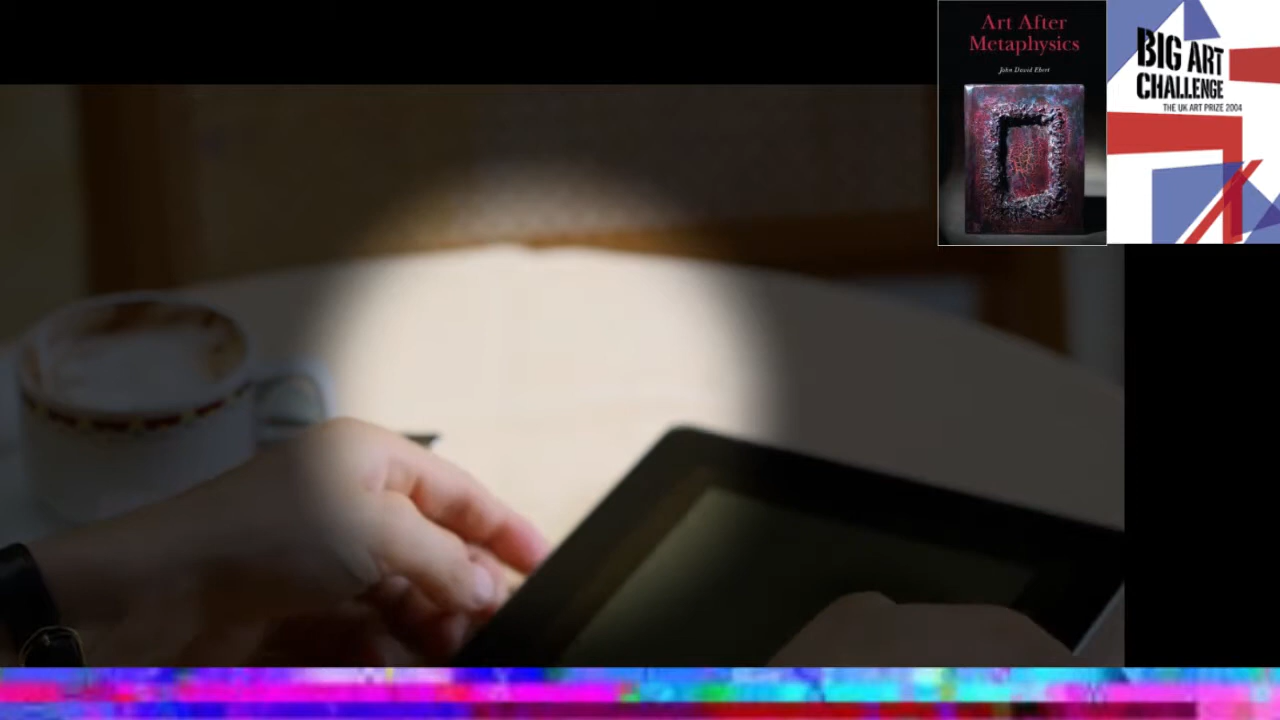 Art After
Metaphysics
John David Ebert
BIG ART
CHALLENGE
THE UK ART PRIZE 2004